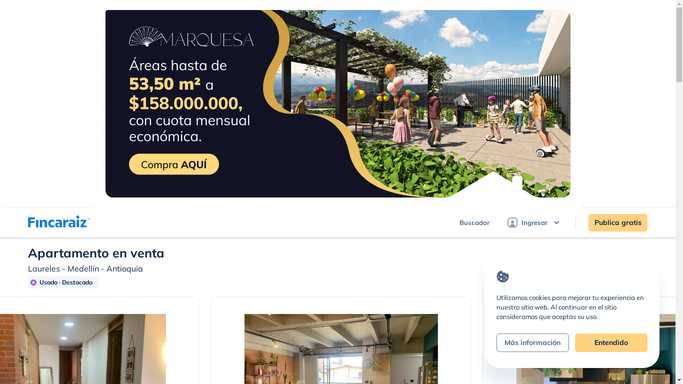 MARQUESA
Áreas hasta de
53,50 m² a
$158.000.000,
con cuota mensual
económica.
Compra AQUÍ
Fincaraiz
Buscador
Ingresar
Publica gratis
Apartamento en venta
Laureles - Medellín - Antioquia
Usado · Destacado
Utilizamos cookies para mejorar tu experiencia en
nuestro sitio web. Al continuar en el sitio
consideramos que aceptas su uso.
Más información
Entendido